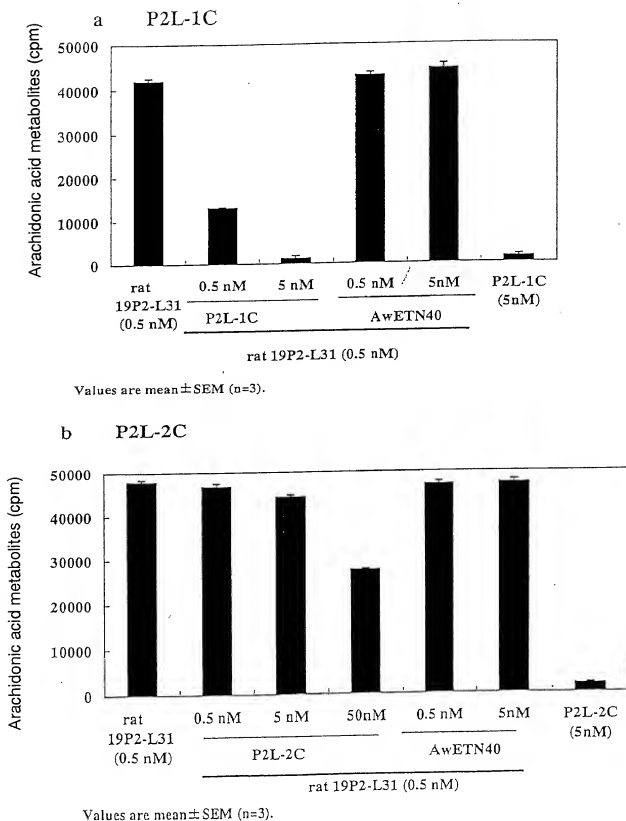 a P2L-1C
Arachidonic acid metabolites (cpm)
50000
40000
30000
20000
10000
0
rat 19P2-L31 (0.5 nM)
0.5 nM 5 nM 0.5 nM 5nM P2L-1C (5nM)
P2L-1C AwETN40
rat 19P2-L31 (0.5 nM)
Values are mean±SEM (n=3).
b P2L-2C
Arachidonic acid metabolites (cpm)
50000
40000
30000
20000
10000
0
rat 19P2-L31 (0.5 nM)
0.5 nM 5 nM 50nM 0.5 nM 5nM P2L-2C (5nM)
P2L-2C AwETN40
rat 19P2-L31 (0.5 nM)
Values are mean±SEM (n=3).